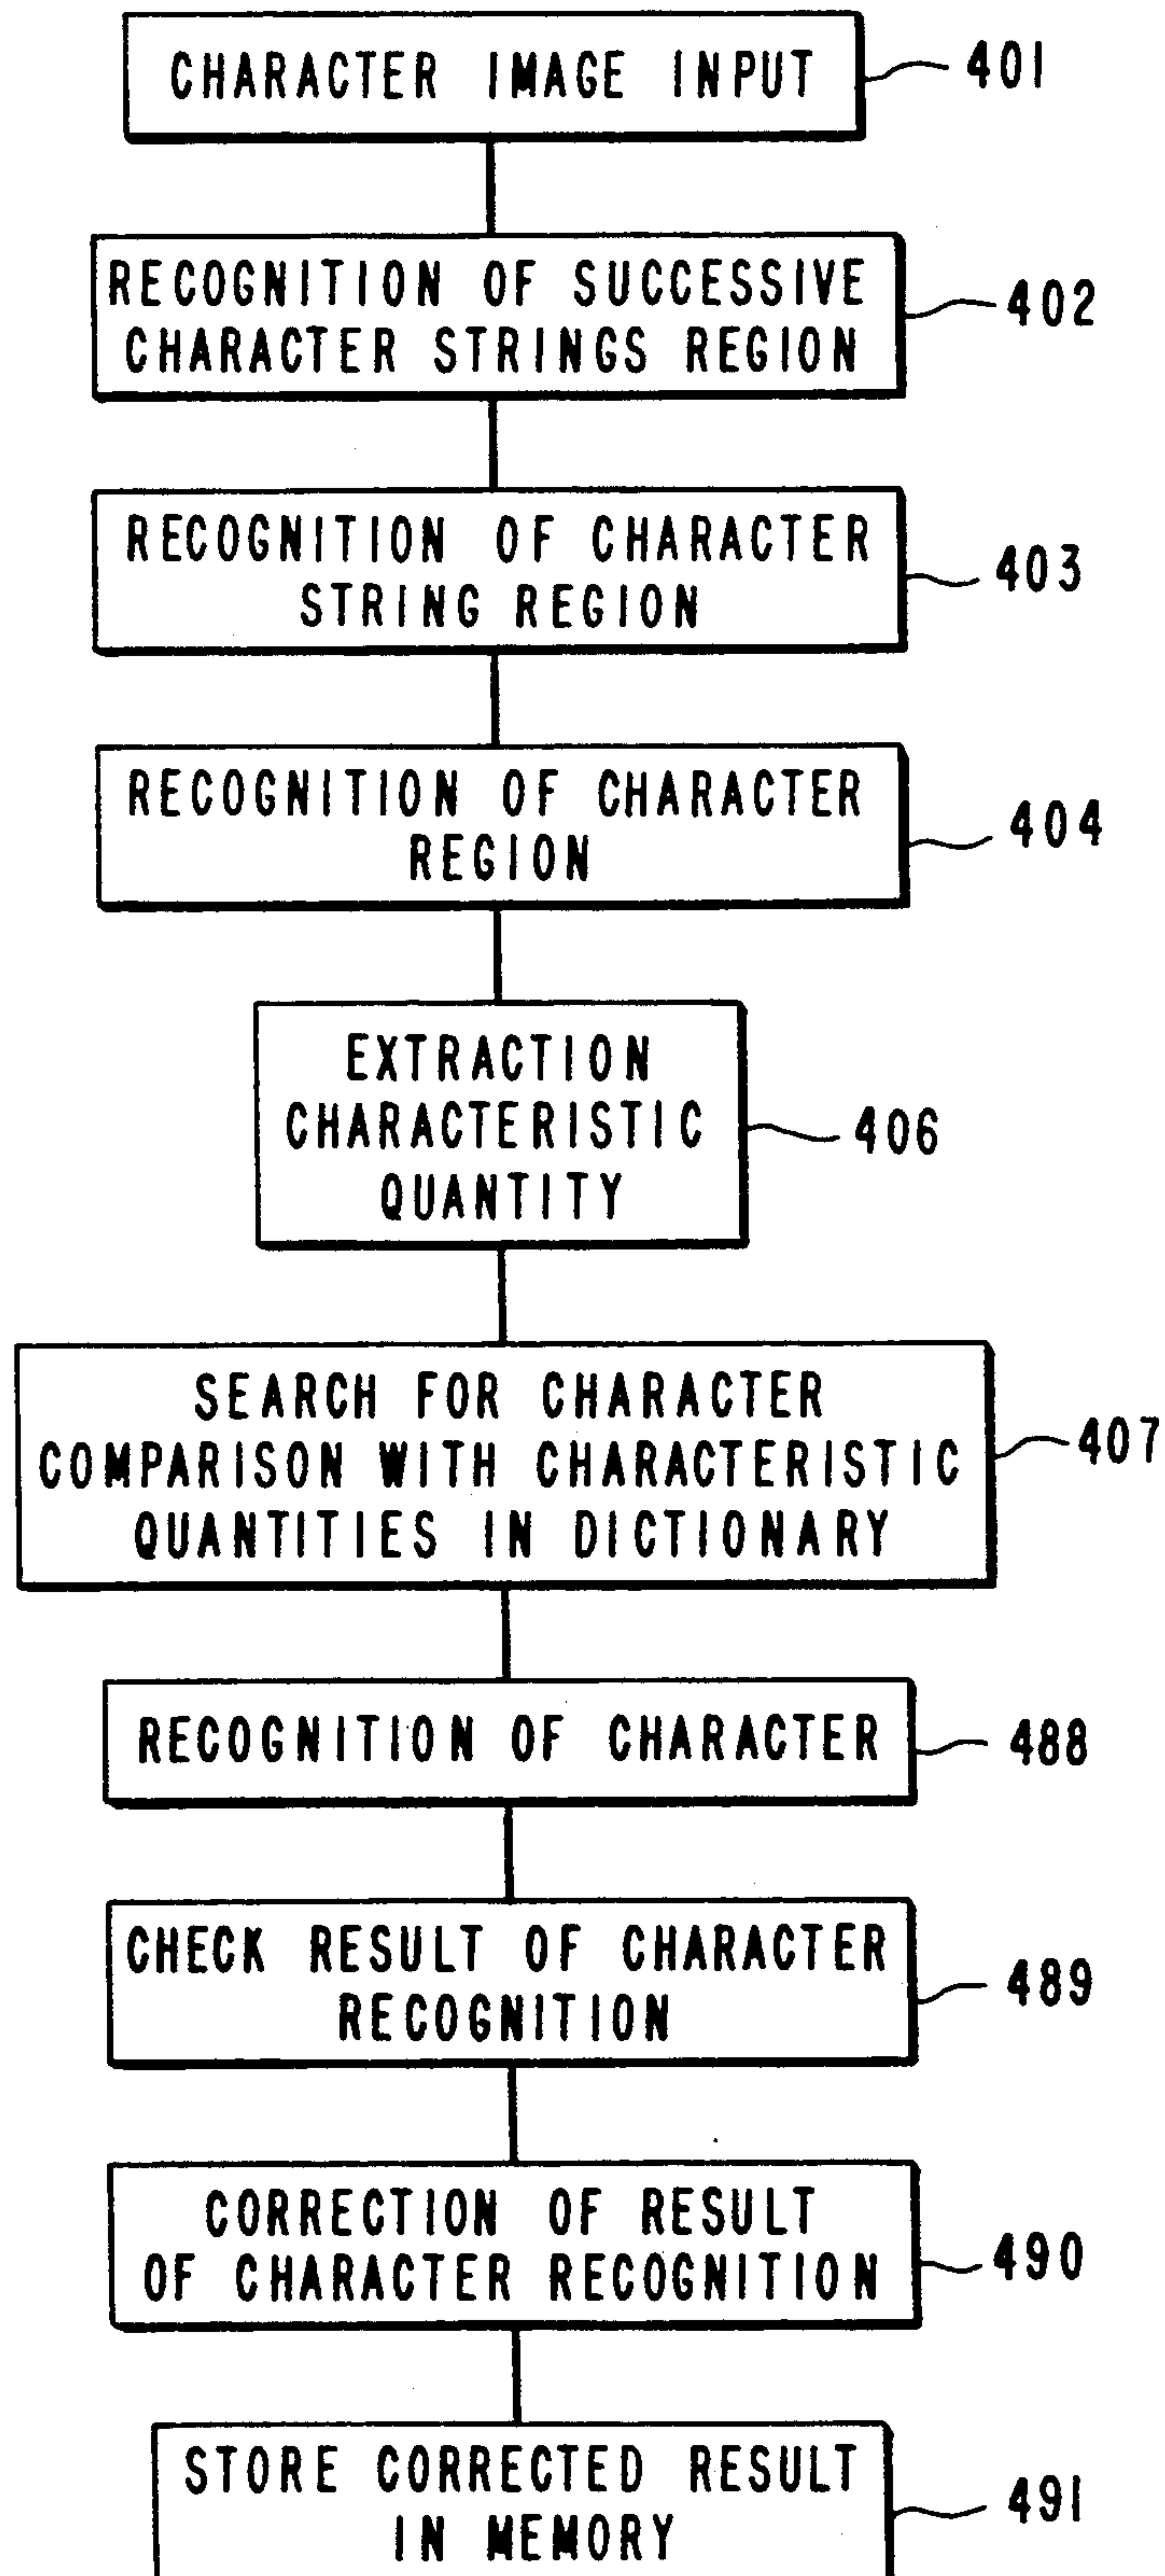 CHARACTER IMAGE INPUT 401
RECOGNITION OF SUCCESSIVE
CHARACTER STRINGS REGION
402
RECOGNITION OF CHARACTER
STRING REGION
403
RECOGNITION OF CHARACTER
REGION
404
EXTRACTION
CHARACTERISTIC
QUANTITY
406
SEARCH FOR CHARACTER
COMPARISON WITH CHARACTERISTIC
QUANTITIES IN DICTIONARY
407
RECOGNITION OF CHARACTER 488
CHECK RESULT OF CHARACTER
RECOGNITION
489
CORRECTION OF RESULT
OF CHARACTER RECOGNITION
490
STORE CORRECTED RESULT
IN MEMORY
491